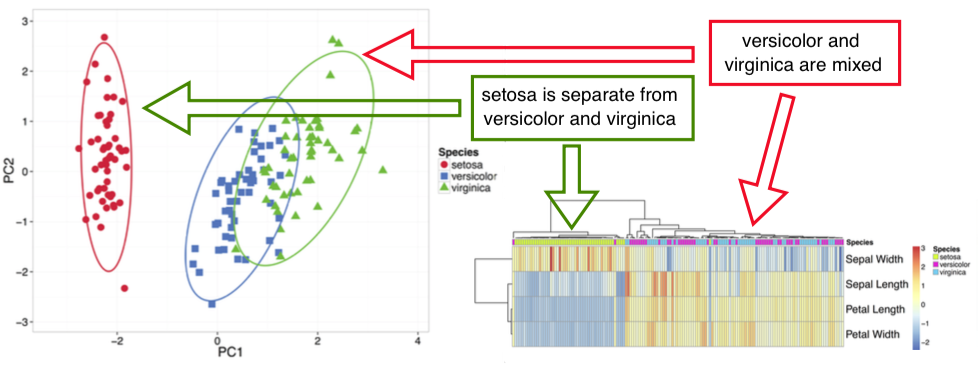 versicolor and
virginica are mixed
setosa is separate from
versicolor and virginica
3
2
1
0
−1
−2
−3
PC2
−2
0
2
4
PC1
Species
setosa
versicolor
virginica
Species
Sepal Width
Sepal Length
Petal Length
Petal Width
3
2
1
0
−1
−2
Species
setosa
versicolor
virginica